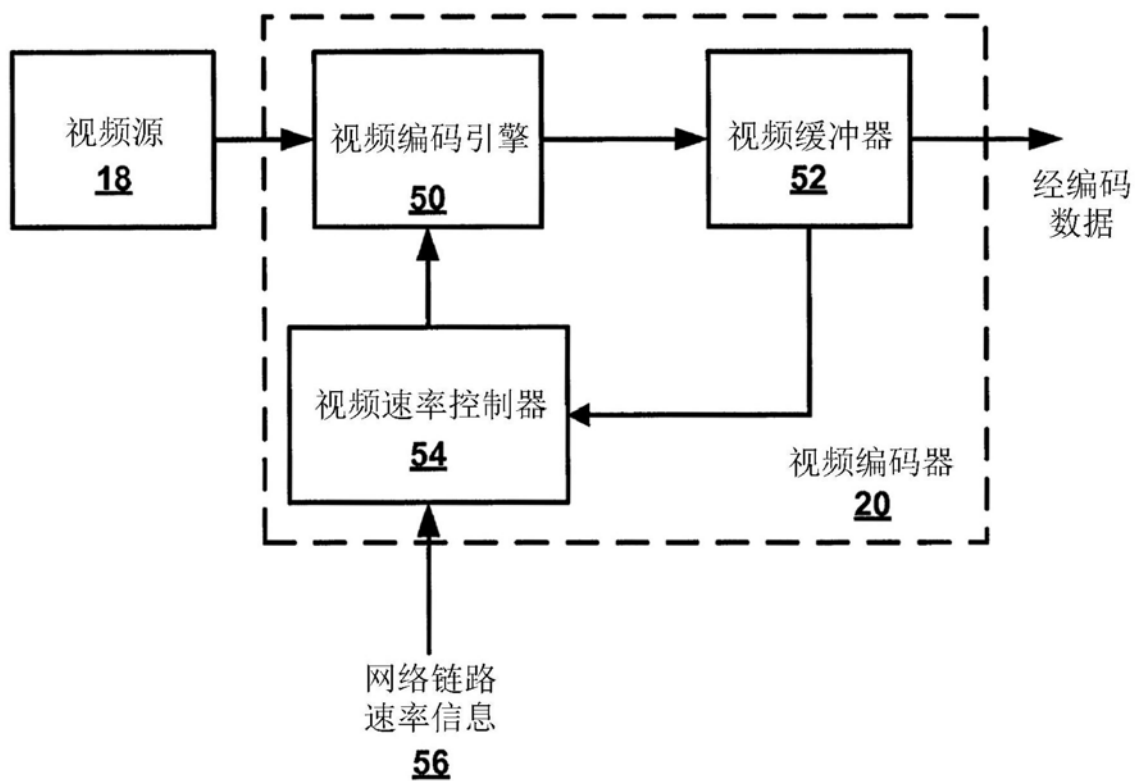 视频源
18
视频编码引擎
50
视频缓冲器
52
经编码
数据
视频速率控制器
54
视频编码器
20
网络链路
速率信息
56